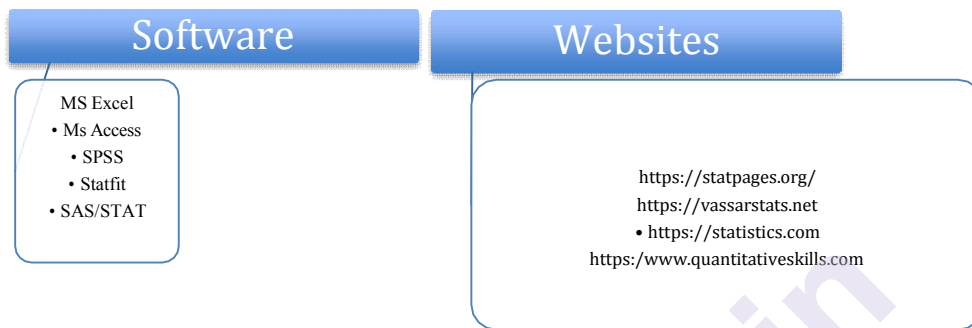 Software
MS Excel
• Ms Access
• SPSS
• Statfit
• SAS/STAT
Websites
https://statpages.org/
https://vassarstats.net
• https://statistics.com
https:/www.quantitativeskills.com
in